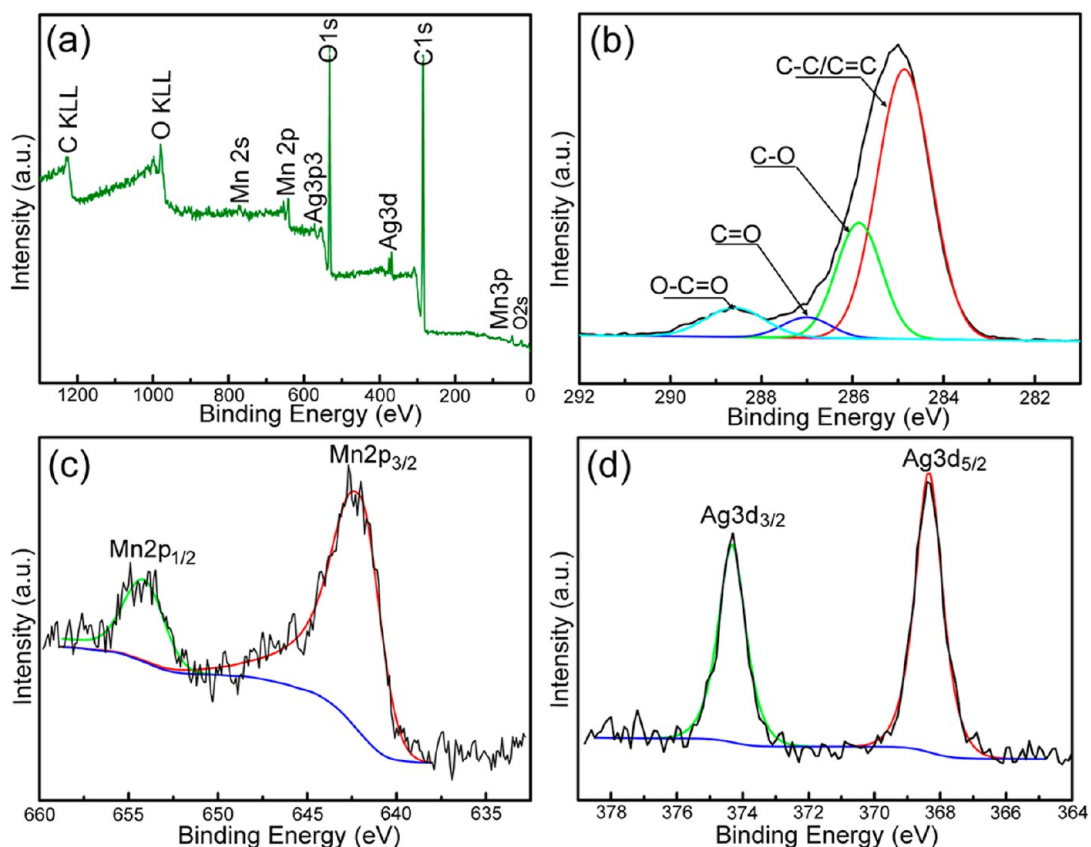 (a)
C KLL
O KLL
Mn 2s
Mn 2p
Ag3p3
O1s
Ag3d
C1s
Mn3p
O2s
Intensity (a.u.)
1200 1000 800 600 400 200 0
Binding Energy (eV)
(b)
C-C/C=C
C-O
C=O
O-C=O
Intensity (a.u.)
292 290 288 286 284 282
Binding Energy (eV)
(c)
Mn2p3/2
Mn2p1/2
Intensity (a.u.)
660 655 650 645 640 635
Binding Energy (eV)
(d)
Ag3d5/2
Ag3d3/2
Intensity (a.u.)
378 376 374 372 370 368 366 364
Binding Energy (eV)